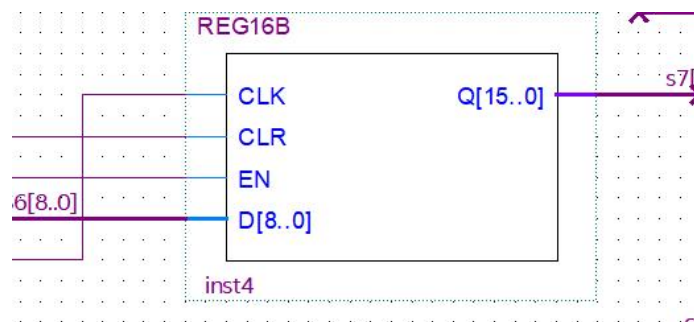 REG16B
CLK
Q[15..0]
s7[
CLR
EN
6[8..0]
D[8..0]
inst4